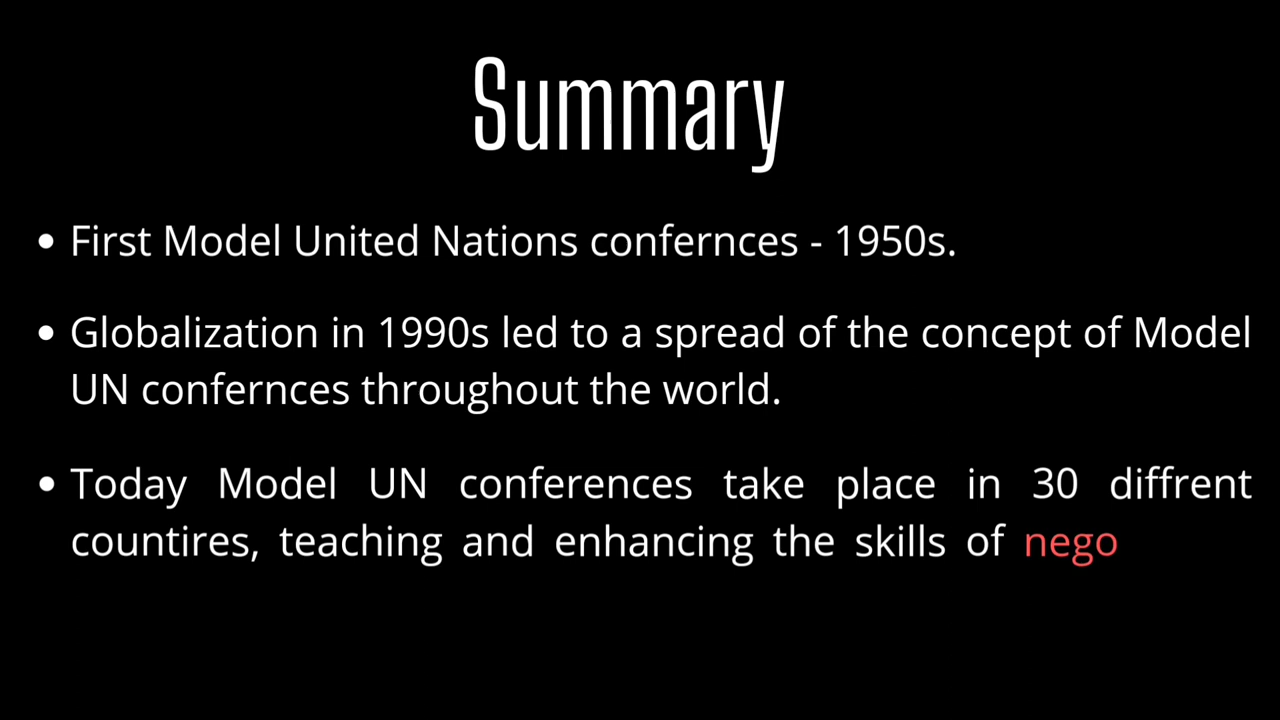 Summary
• First Model United Nations confernces - 1950s.
• Globalization in 1990s led to a spread of the concept of Model
UN confernces throughout the world.
• Today Model UN conferences take place in 30 diffrent
countires, teaching and enhancing the skills of nego